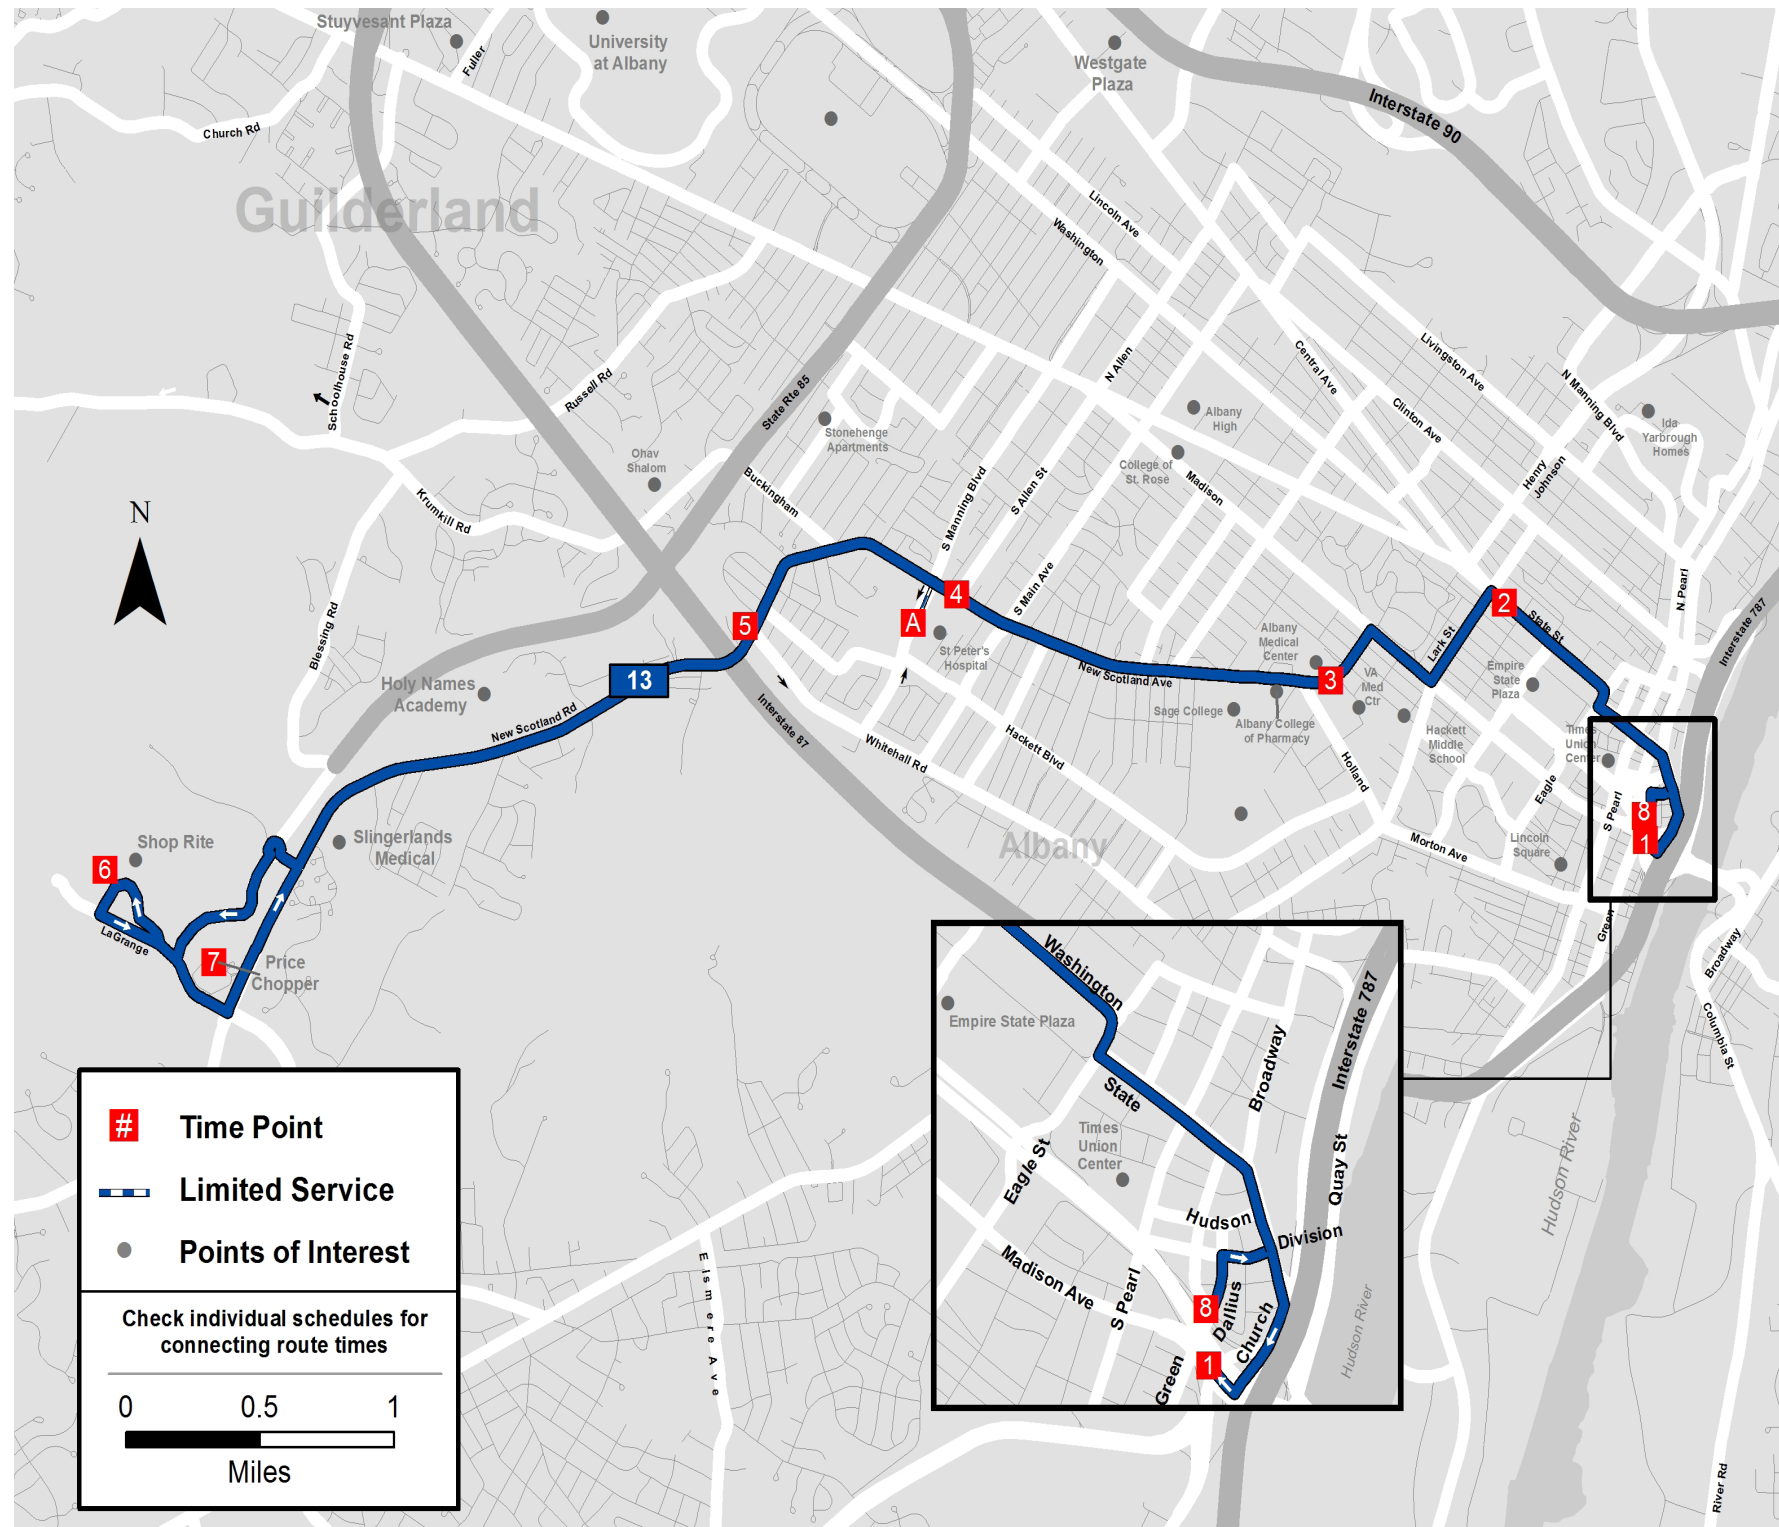 Stuyvesant Plaza
Fuller
University
at Albany
Westgate
Plaza
Interstate 90
Church Rd
Guilderland
Lincoln Ave
Washington
Schoolhouse Rd
Russell Rd
State Rte 85
N Allen
Central Ave
Livingston Ave
N Manning Blvd
Clinton Ave
Stonehenge
Apartments
Albany
High
Ida
Yarbrough
Homes
Ohav
Shalom
College of
St. Rose
Madison
Henry
Johnson
Buckingham
S Manning Blvd
S Allen St
Krumkill Rd
N
S Main Ave
N Pearl
Interstate 787
4
2
A
5
State St
Blessing Rd
St Peter's
Hospital
Albany
Medical
Center
Lark St
Empire
State
Plaza
13
3
VA
Med
Ctr
New Scotland Ave
Holy Names
Academy
New Scotland Rd
Interstate 87
Sage College
Albany College
of Pharmacy
Hackett
Middle
School
Times
Union
Center
Whitehall Rd
Hackett Blvd
Holland
Eagle
S Pearl
8
1
Albany
Morton Ave
Lincoln
Square
Shop Rite
6
Slingerlands
Medical
LaGrange
7
Price
Chopper
Green
Broadway
Columbia St
Washington
Empire State Plaza
State
Broadway
Interstate 787
Times
Union
Center
Eagle St
Quay St
Hudson
Division
Madison Ave
S Pearl
8
Dallius
Church
1
Green
Hudson River
Hudson River
Elsmere Ave
River Rd
# Time Point
Limited Service
Points of Interest
Check individual schedules for
connecting route times
0 0.5 1
Miles